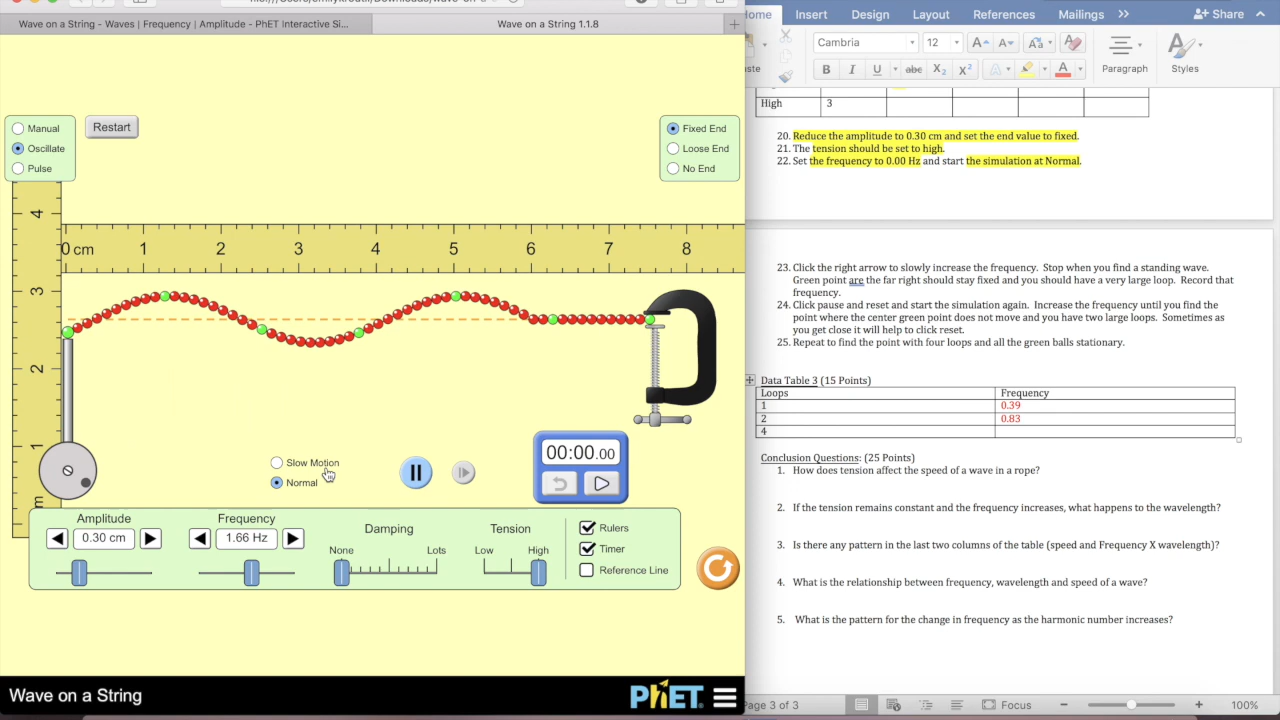 Wave on a String - Waves | Frequency | Amplitude - PhET Interactive Si...
Wave on a String 1.1.8
Manual
Oscillate
Pulse
Restart
Fixed End
Loose End
No End
4
3
2
1
0 cm 1 2 3 4 5 6 7 8
Slow Motion
Normal
00:00.00
Amplitude
0.30 cm
Frequency
1.66 Hz
Damping
None Lots
Tension
Low High
Rulers
Timer
Reference Line
Wave on a String
PhET
Home Insert Design Layout References Mailings Share
Cambria 12
Paragraph
Styles
High 3
20. Reduce the amplitude to 0.30 cm and set the end value to fixed.
21. The tension should be set to high.
22. Set the frequency to 0.00 Hz and start the simulation at Normal.
23. Click the right arrow to slowly increase the frequency. Stop when you find a standing wave.
Green point are the far right should stay fixed and you should have a very large loop. Record that
frequency.
24. Click pause and reset and start the simulation again. Increase the frequency until you find the
point where the center green point does not move and you have two large loops. Sometimes as
you get close it will help to click reset.
25. Repeat to find the point with four loops and all the green balls stationary.
Data Table 3 (15 Points)
Loops Frequency
1 0.39
2 0.83
4
Conclusion Questions: (25 Points)
1. How does tension affect the speed of a wave in a rope?
2. If the tension remains constant and the frequency increases, what happens to the wavelength?
3. Is there any pattern in the last two columns of the table (speed and Frequency X wavelength)?
4. What is the relationship between frequency, wavelength and speed of a wave?
5. What is the pattern for the change in frequency as the harmonic number increases?
Page 3 of 3
Focus
100%